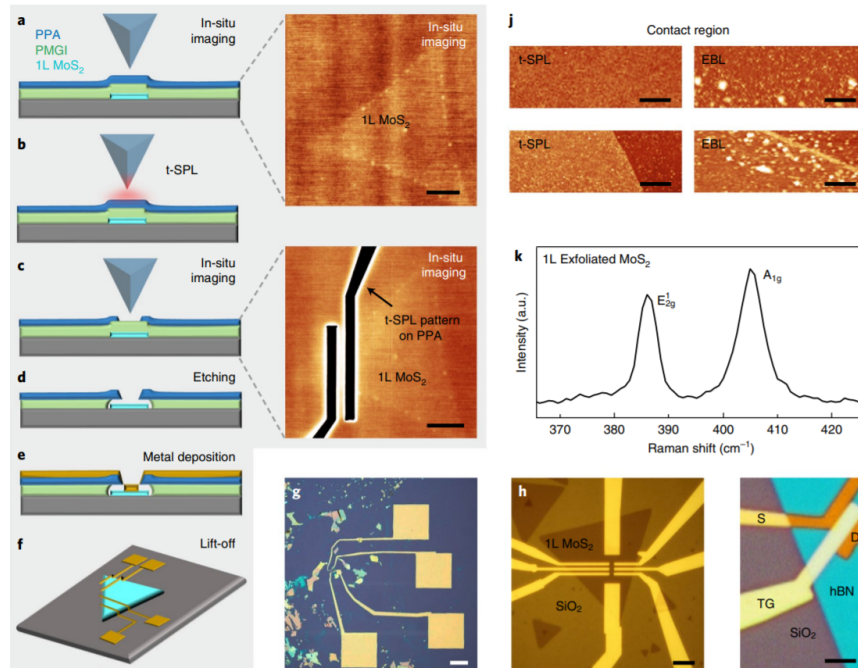 a
In-situ
imaging
PPA
PMGI
1L MoS₂
In-situ
imaging
1L MoS₂
b
t-SPL
c
In-situ
imaging
In-situ
imaging
t-SPL pattern
on PPA
1L MoS₂
d
Etching
e
Metal deposition
f
Lift-off
g
h
1L MoS₂
SiO₂
S
D
hBN
TG
SiO₂
j
Contact region
t-SPL
EBL
t-SPL
EBL
k
1L Exfoliated MoS₂
E¹₂g
A₁g
Intensity (a.u.)
370
380
390
400
410
420
Raman shift (cm⁻¹)